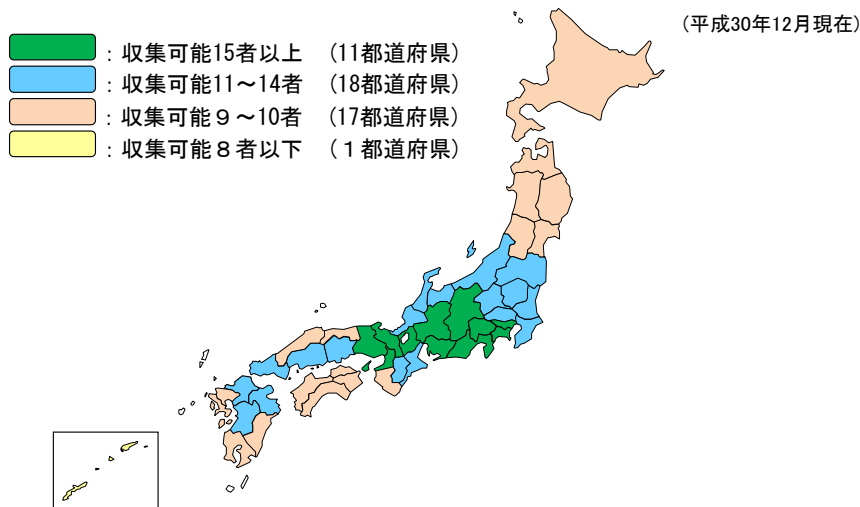 (平成30年12月現在)
:収集可能15者以上 (11都道府県)
:収集可能11～14者 (18都道府県)
:収集可能９～10者 (17都道府県)
:収集可能８者以下 (１都道府県)